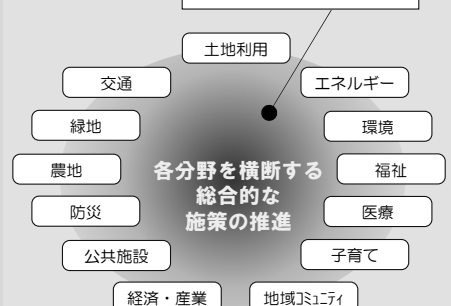 土地利用
交通
エネルギー
緑地
環境
農地
各分野を横断する
総合的な
施策の推進
福祉
防災
医療
公共施設
子育て
経済・産業
地域ｺﾐｭﾆﾃｨ